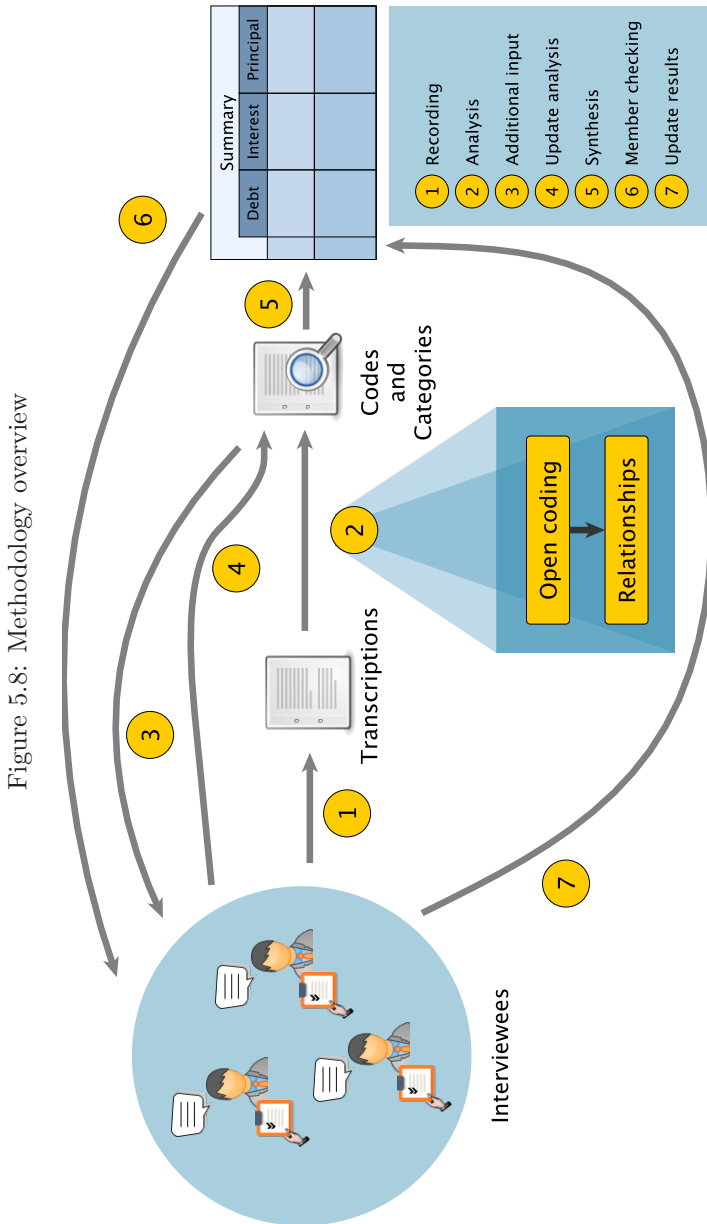 Figure 5.8: Methodology overview
6
3
4
1
2
5
7
Interviewees
Transcriptions
Codes
and
Categories
Open coding
Relationships
Summary
Debt Interest Principal
1 Recording
2 Analysis
3 Additional input
4 Update analysis
5 Synthesis
6 Member checking
7 Update results